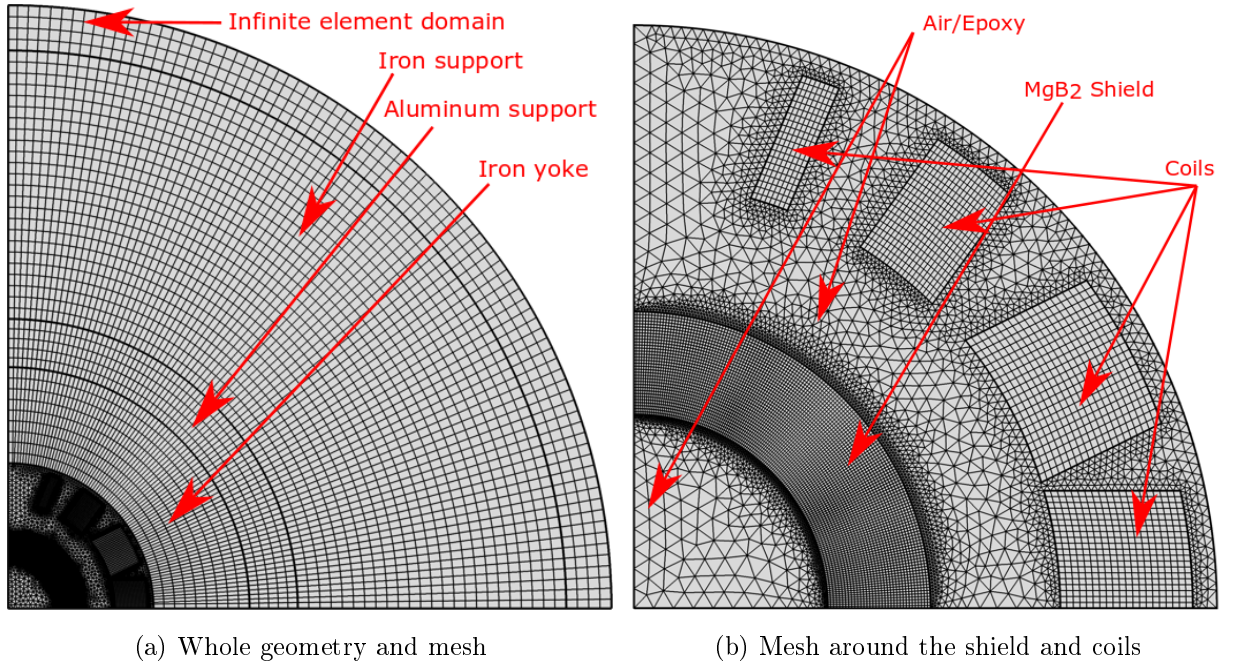 Infinite element domain
Iron support
Aluminum support
Iron yoke
Air/Epoxy
MgB2 Shield
Coils
(a) Whole geometry and mesh
(b) Mesh around the shield and coils